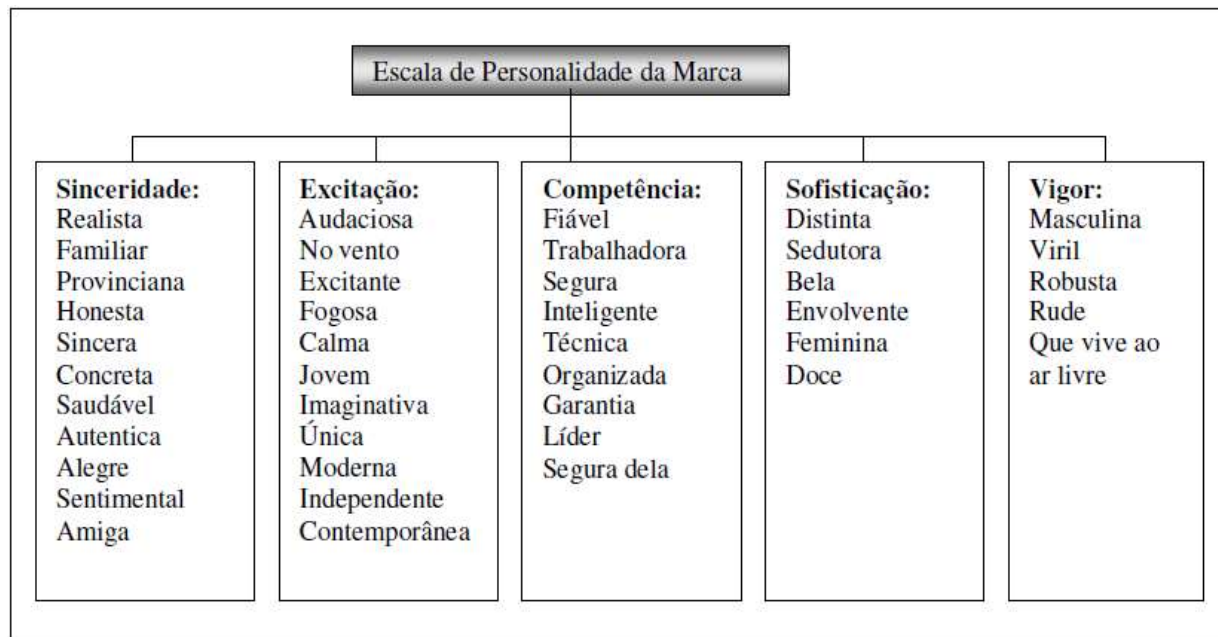 Escala de Personalidade da Marca
Sinceridade:
Realista
Familiar
Provinciana
Honesta
Sincera
Concreta
Saudável
Autentica
Alegre
Sentimental
Amiga
Excitação:
Audaciosa
No vento
Excitante
Fogosa
Calma
Jovem
Imaginativa
Única
Moderna
Independente
Contemporânea
Competência:
Fiável
Trabalhadora
Segura
Inteligente
Técnica
Organizada
Garantia
Líder
Segura dela
Sofisticação:
Distinta
Sedutora
Bela
Envolvente
Feminina
Doce
Vigor:
Masculina
Viril
Robusta
Rude
Que vive ao
ar livre